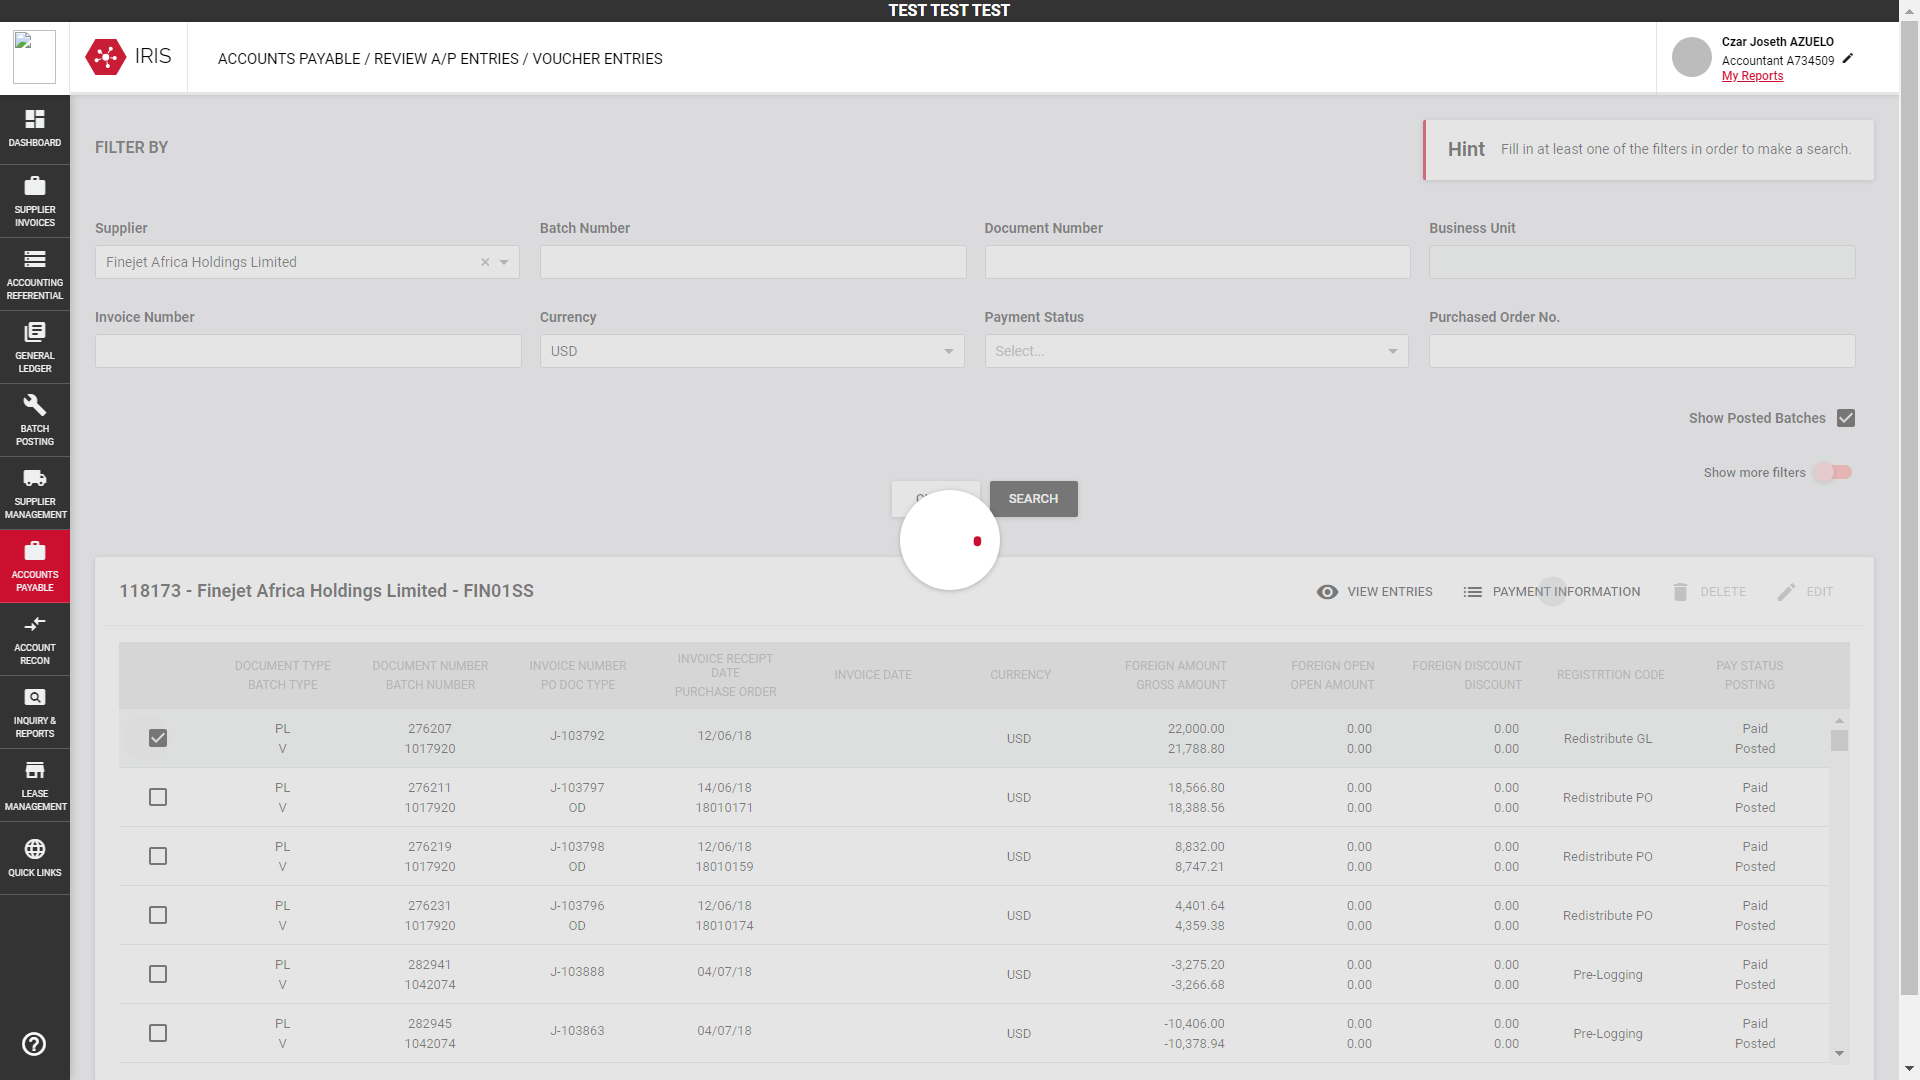 TEST TEST TEST
IRIS
ACCOUNTS PAYABLE / REVIEW A/P ENTRIES / VOUCHER ENTRIES
Czar Joseth AZUELO
Accountant A734509
My Reports
DASHBOARD
SUPPLIER
INVOICES
ACCOUNTING
REFERENTIAL
GENERAL
LEDGER
BATCH
POSTING
SUPPLIER
MANAGEMENT
ACCOUNTS
PAYABLE
ACCOUNT
RECON
INQUIRY &
REPORTS
LEASE
MANAGEMENT
QUICK LINKS
FILTER BY
Hint Fill in at least one of the filters in order to make a search.
Supplier Batch Number Document Number Business Unit
Finejet Africa Holdings Limited
Invoice Number Currency Payment Status Purchased Order No.
USD Select...
Show Posted Batches
Show more filters
SEARCH
118173 - Finejet Africa Holdings Limited - FIN01SS
VIEW ENTRIES PAYMENT INFORMATION DELETE EDIT
DOCUMENT TYPE DOCUMENT NUMBER INVOICE NUMBER INVOICE RECEIPT DATE INVOICE DATE CURRENCY FOREIGN AMOUNT FOREIGN OPEN FOREIGN DISCOUNT REGISTRTION CODE PAY STATUS
BATCH TYPE BATCH NUMBER PO DOC TYPE PURCHASE ORDER GROSS AMOUNT OPEN AMOUNT DISCOUNT POSTING
PL 276207 J-103792 12/06/18 USD 22,000.00 0.00 0.00 Redistribute GL Paid
V 1017920 21,788.80 0.00 0.00 Posted
PL 276211 J-103797 14/06/18 USD 18,566.80 0.00 0.00 Redistribute PO Paid
V 1017920 OD 18010171 18,388.56 0.00 0.00 Posted
PL 276219 J-103798 12/06/18 USD 8,832.00 0.00 0.00 Redistribute PO Paid
V 1017920 OD 18010159 8,747.21 0.00 0.00 Posted
PL 276231 J-103796 12/06/18 USD 4,401.64 0.00 0.00 Redistribute PO Paid
V 1017920 OD 18010174 4,359.38 0.00 0.00 Posted
PL 282941 J-103888 04/07/18 USD -3,275.20 0.00 0.00 Pre-Logging Paid
V 1042074 -3,266.68 0.00 0.00 Posted
PL 282945 J-103863 04/07/18 USD -10,406.00 0.00 0.00 Pre-Logging Paid
V 1042074 -10,378.94 0.00 0.00 Posted